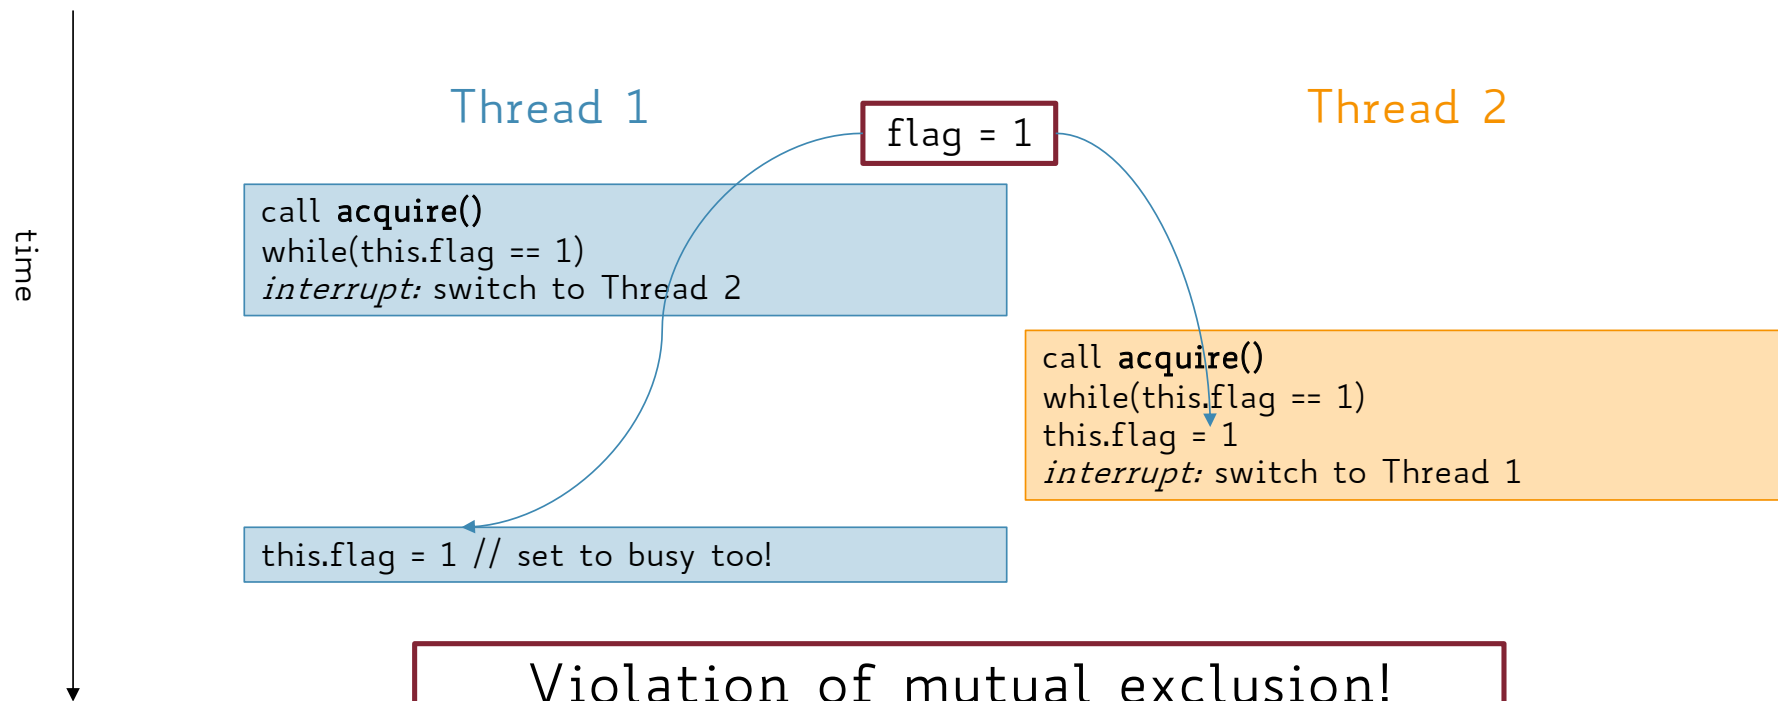 time
Thread 1
flag = 1
Thread 2
call acquire()
while(this.flag == 1)
interrupt: switch to Thread 2
call acquire()
while(this.flag == 1)
this.flag = 1
interrupt: switch to Thread 1
this.flag = 1 // set to busy too!
Violation of mutual exclusion!